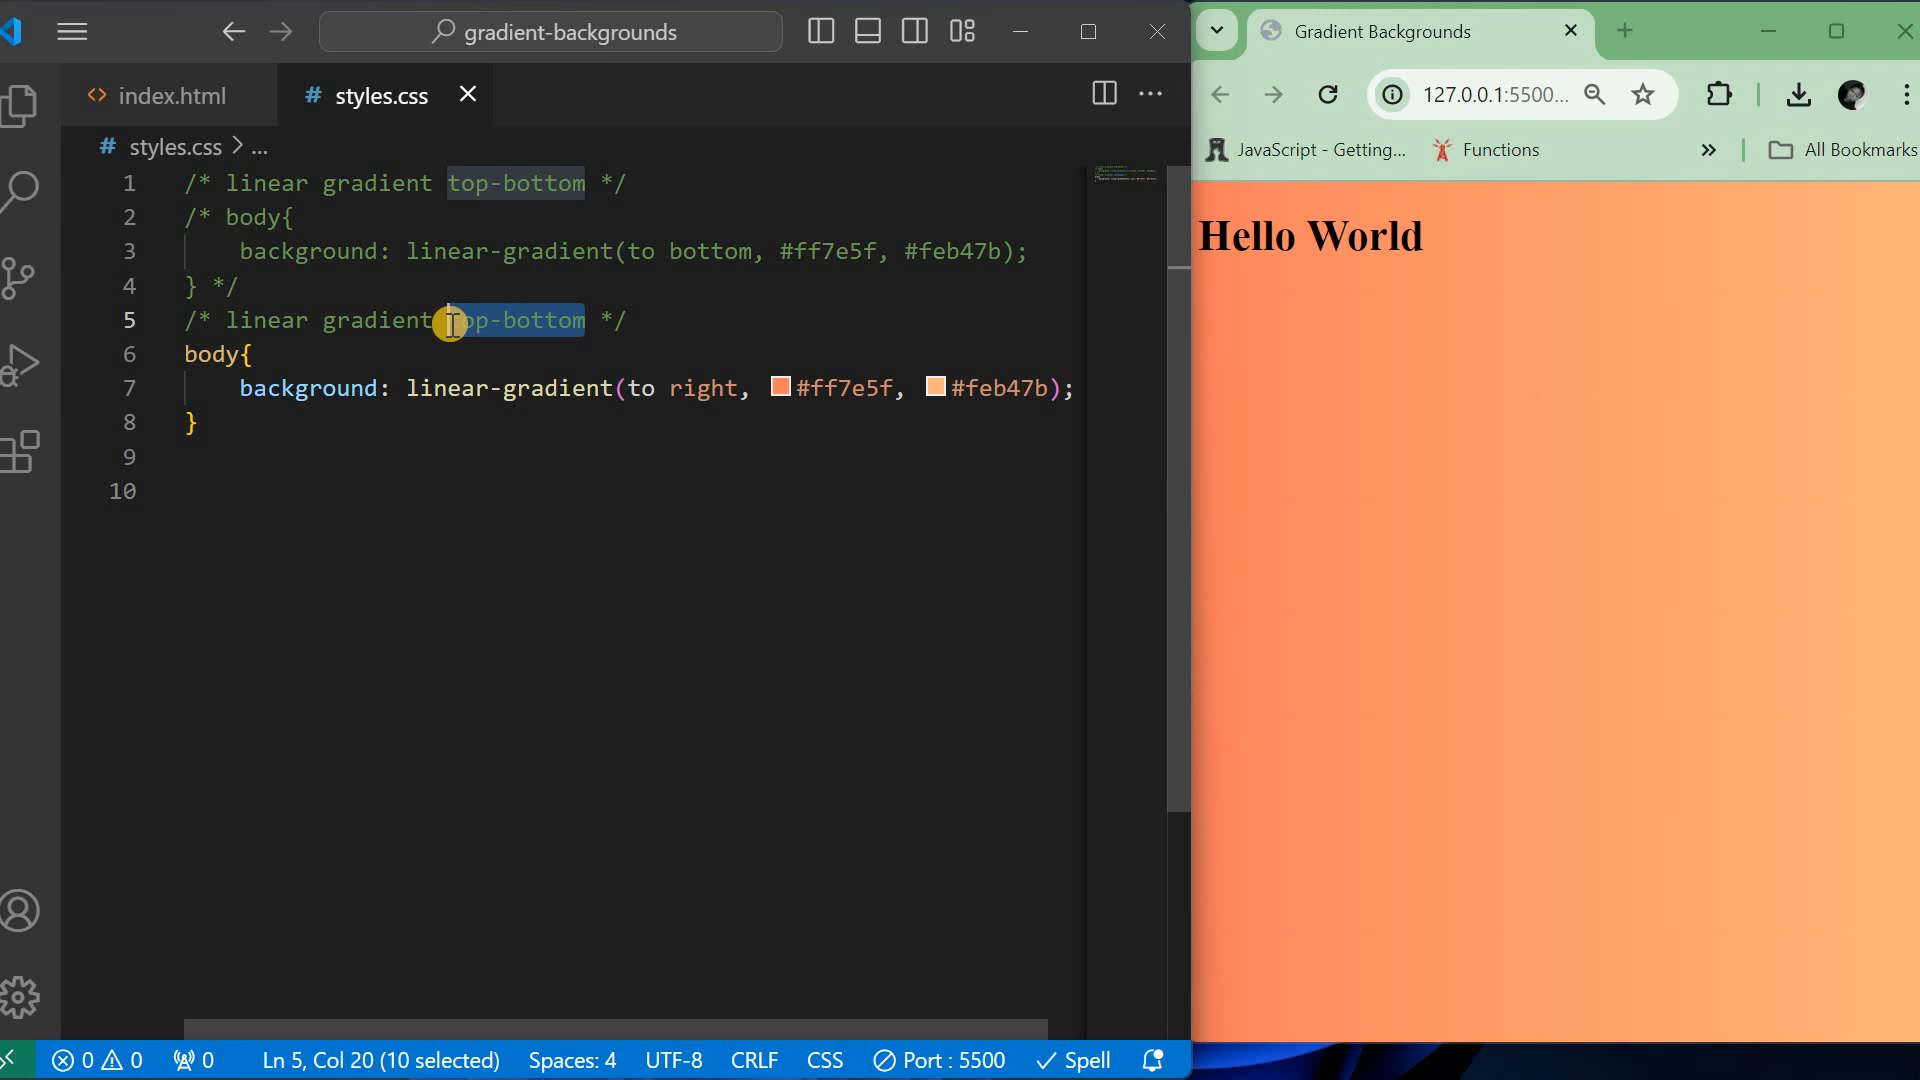 gradient-backgrounds
index.html
# styles.css
# styles.css > ...
1 /* linear gradient top-bottom */
2 /* body{
3 background: linear-gradient(to bottom, #ff7e5f, #feb47b);
4 } */
5 /* linear gradient top-bottom */
6 body{
7 background: linear-gradient(to right, #ff7e5f, #feb47b);
8 }
9
10
0 0 0 Ln 5, Col 20 (10 selected) Spaces: 4 UTF-8 CRLF CSS Port : 5500 Spell
Gradient Backgrounds
127.0.0.1:5500...
JavaScript - Getting... Functions » All Bookmarks
Hello World